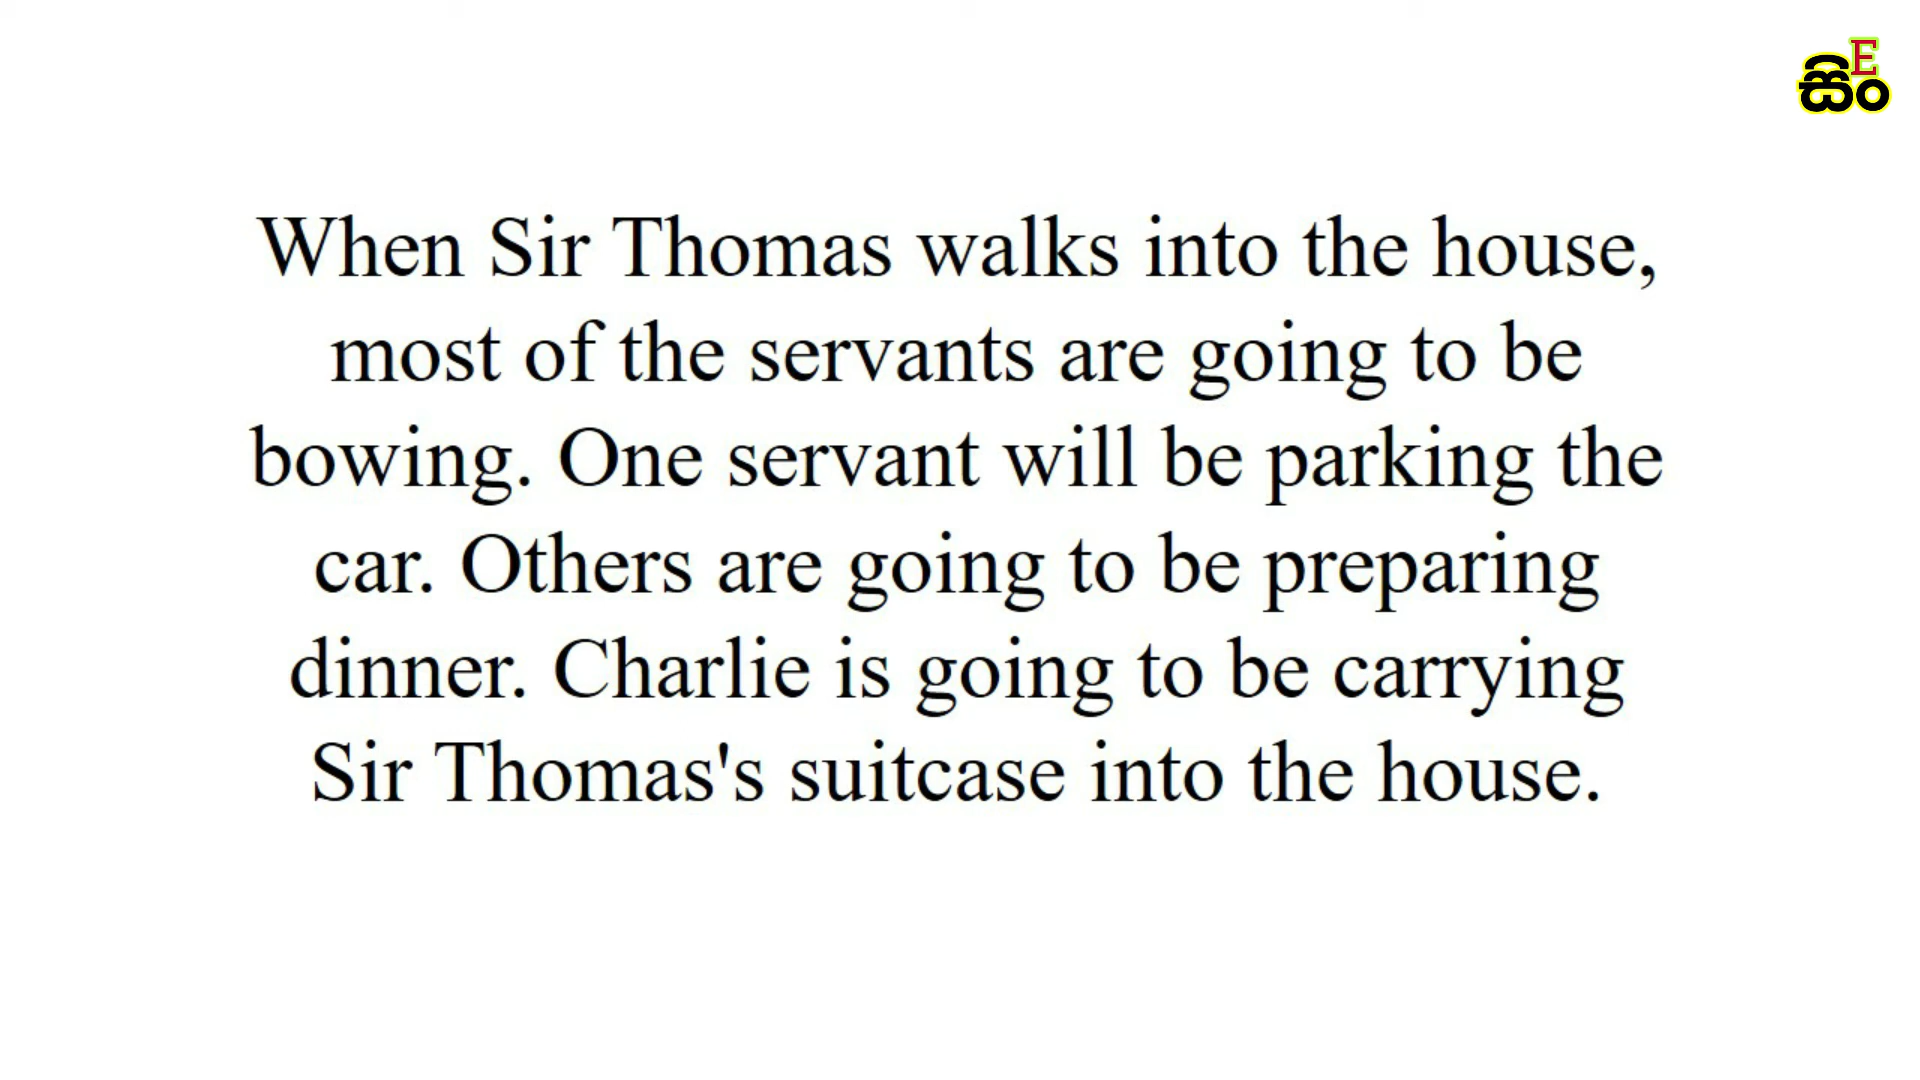 E
සිං
When Sir Thomas walks into the house,
most of the servants are going to be
bowing. One servant will be parking the
car. Others are going to be preparing
dinner. Charlie is going to be carrying
Sir Thomas's suitcase into the house.